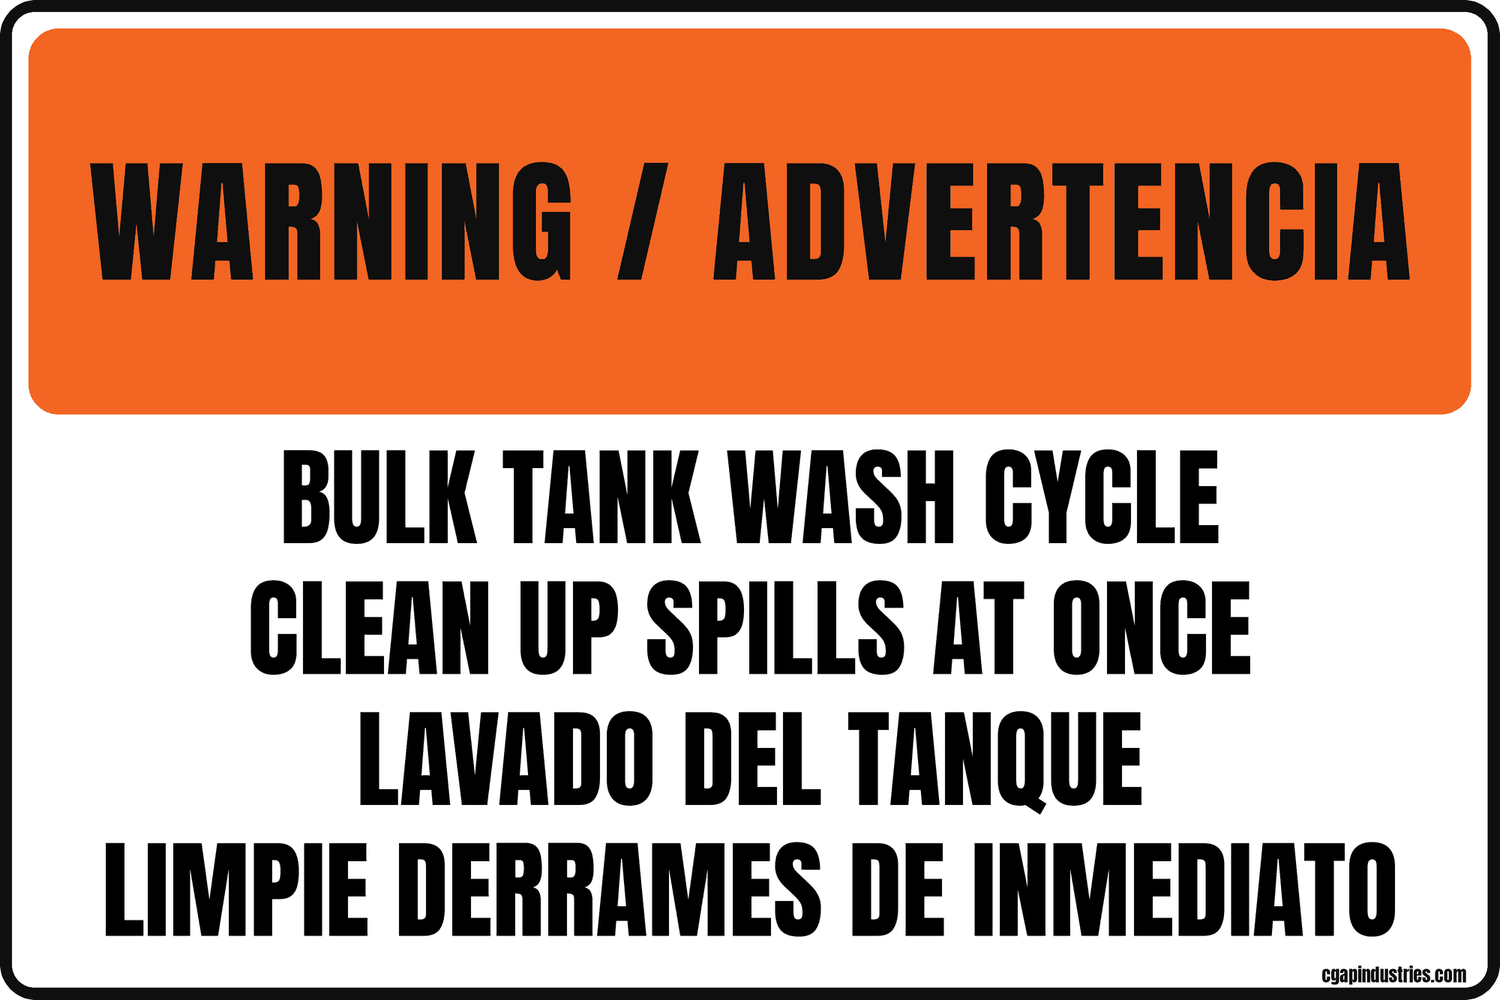 WARNING / ADVERTENCIA
BULK TANK WASH CYCLE
CLEAN UP SPILLS AT ONCE
LAVADO DEL TANQUE
LIMPIE DERRAMES DE INMEDIATO
cgapindustries.com